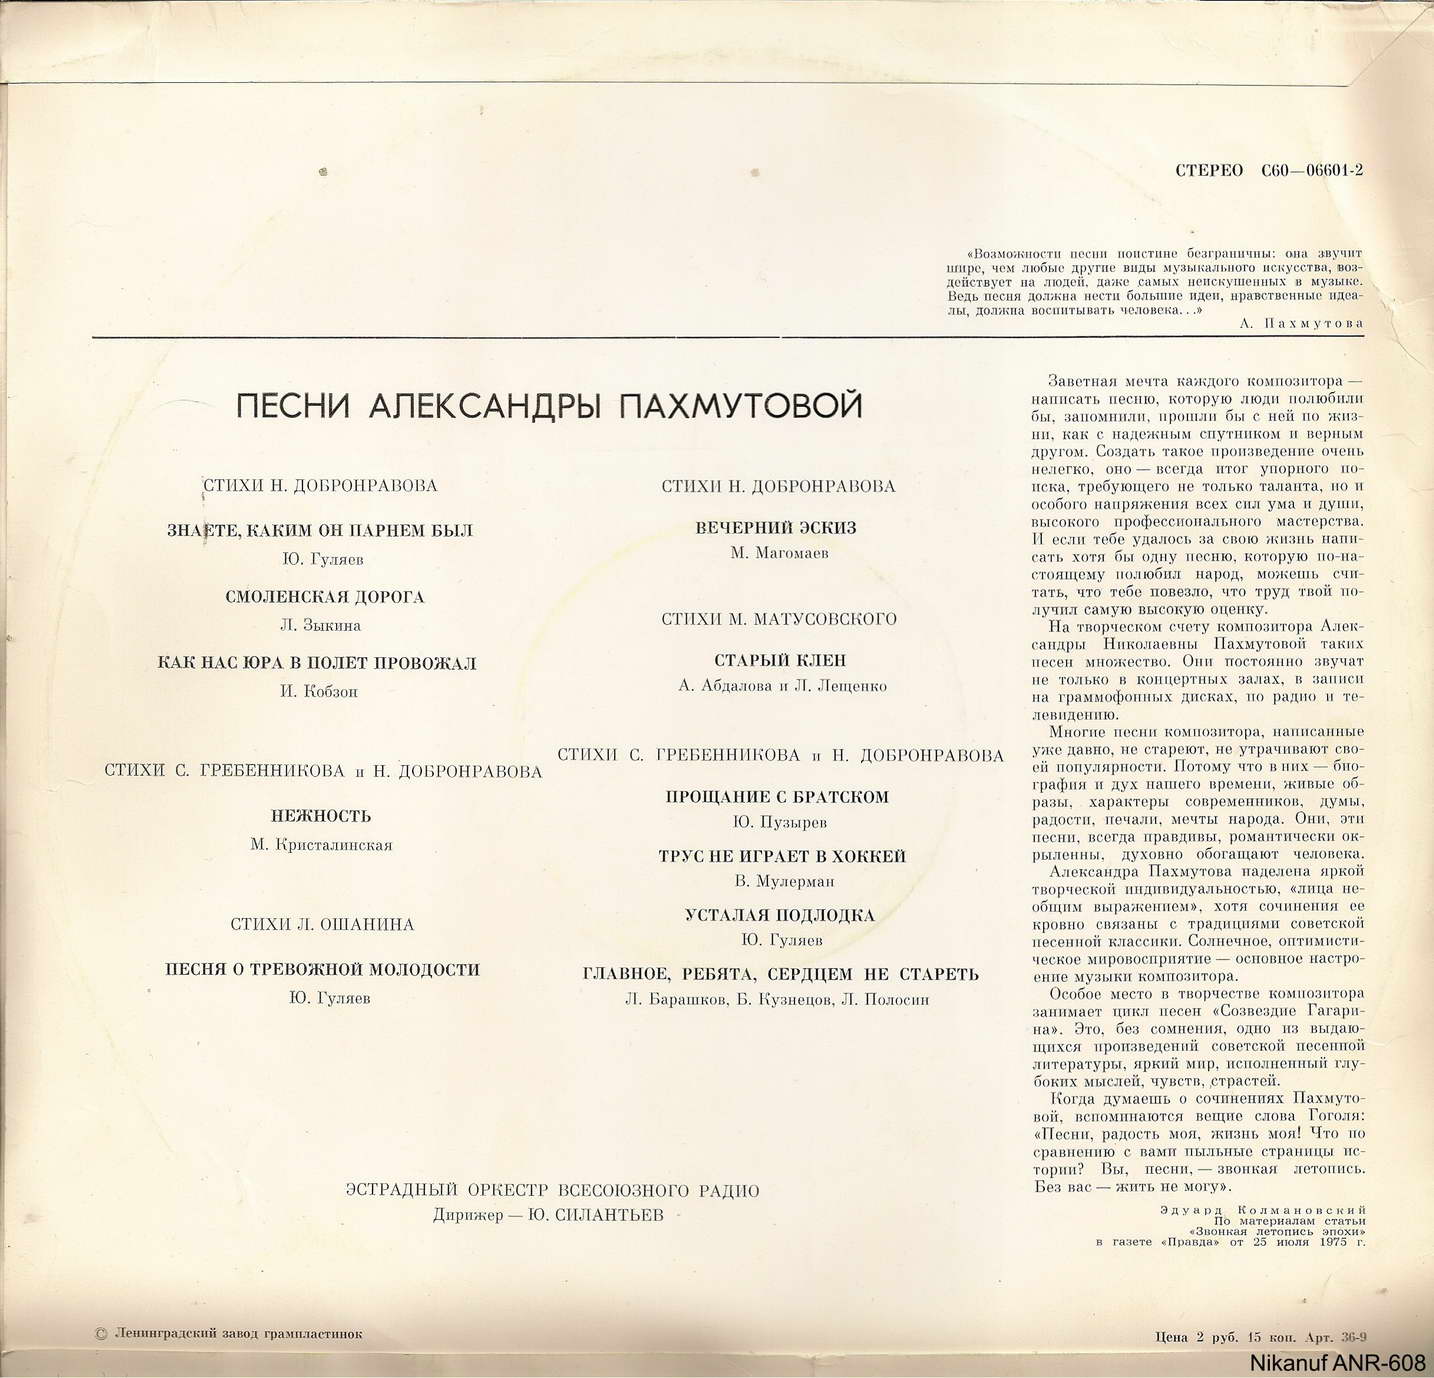 СТЕРЕО С60—06601-2
«Возможности песни поистине безграничны: она звучит
шире, чем любые другие виды музыкального искусства, воз-
действует на людей, даже самых неискушенных в музыке.
Ведь песня должна нести большие идеи, нравственные идеа-
лы, должна воспитывать человека...»
А. Пахмутова
ПЕСНИ АЛЕКСАНДРЫ ПАХМУТОВОЙ
СТИХИ Н. ДОБРОНРАВОВА
ЗНАЕТЕ, КАКИМ ОН ПАРНЕМ БЫЛ
Ю. Гуляев
СМОЛЕНСКАЯ ДОРОГА
Л. Зыкина
КАК НАС ЮРА В ПОЛЕТ ПРОВОЖАЛ
И. Кобзон
СТИХИ С. ГРЕБЕННИКОВА и Н. ДОБРОНРАВОВА
НЕЖНОСТЬ
М. Кристалинская
СТИХИ Л. ОШАНИНА
ПЕСНЯ О ТРЕВОЖНОЙ МОЛОДОСТИ
Ю. Гуляев
СТИХИ Н. ДОБРОНРАВОВА
ВЕЧЕРНИЙ ЭСКИЗ
М. Магомаев
СТИХИ М. МАТУСОВСКОГО
СТАРЫЙ КЛЕН
А. Абдалова и Л. Лещенко
СТИХИ С. ГРЕБЕННИКОВА и Н. ДОБРОНРАВОВА
ПРОЩАНИЕ С БРАТСКОМ
Ю. Пузырев
ТРУС НЕ ИГРАЕТ В ХОККЕЙ
В. Мулерман
УСТАЛАЯ ПОДЛОДКА
Ю. Гуляев
ГЛАВНОЕ, РЕБЯТА, СЕРДЦЕМ НЕ СТАРЕТЬ
Л. Барашков, Б. Кузнецов, Л. Полосин
ЭСТРАДНЫЙ ОРКЕСТР ВСЕСОЮЗНОГО РАДИО
Дирижер — Ю. СИЛАНТЬЕВ
Заветная мечта каждого композитора —
написать песню, которую люди полюбили
бы, запомнили, прошли бы с ней по жиз-
ни, как с надежным спутником и верным
другом. Создать такое произведение очень
нелегко, оно — всегда итог упорного по-
иска, требующего не только таланта, но и
особого напряжения всех сил ума и души,
высокого профессионального мастерства.
И если тебе удалось за свою жизнь напи-
сать хотя бы одну песню, которую по-на-
стоящему полюбил народ, можешь счи-
тать, что тебе повезло, что труд твой по-
лучил самую высокую оценку.
На творческом счету композитора Алек-
сандры Николаевны Пахмутовой таких
песен множество. Они постоянно звучат
не только в концертных залах, в записи
на граммофонных дисках, по радио и те-
левидению.
Многие песни композитора, написанные
уже давно, не стареют, не утрачивают сво-
ей популярности. Потому что в них — био-
графия и дух нашего времени, живые об-
разы, характеры современников, думы,
радости, печали, мечты народа. Они, эти
песни, всегда правдивы, романтически ок-
рыленны, духовно обогащают человека.
Александра Пахмутова наделена яркой
творческой индивидуальностью, «лица не-
общим выражением», хотя сочинения ее
кровно связаны с традициями советской
песенной классики. Солнечное, оптимисти-
ческое мировосприятие — основное настро-
ение музыки композитора.
Особое место в творчестве композитора
занимает цикл песен «Созвездие Гагари-
на». Это, без сомнения, одно из выдаю-
щихся произведений советской песенной
литературы, яркий мир, исполненный глу-
боких мыслей, чувств, страстей.
Когда думаешь о сочинениях Пахмуто-
вой, вспоминаются вещие слова Гоголя:
«Песни, радость моя, жизнь моя! Что по
сравнению с вами пыльные страницы ис-
тории? Вы, песни, — звонкая летопись.
Без вас — жить не могу».
Эдуард Колмановский
По материалам статьи
«Звонкая летопись эпохи»
в газете «Правда» от 25 июля 1975 г.
© Ленинградский завод грампластинок
Цена 2 руб. 15 коп. Арт. 36-9
Nikanuf ANR-608